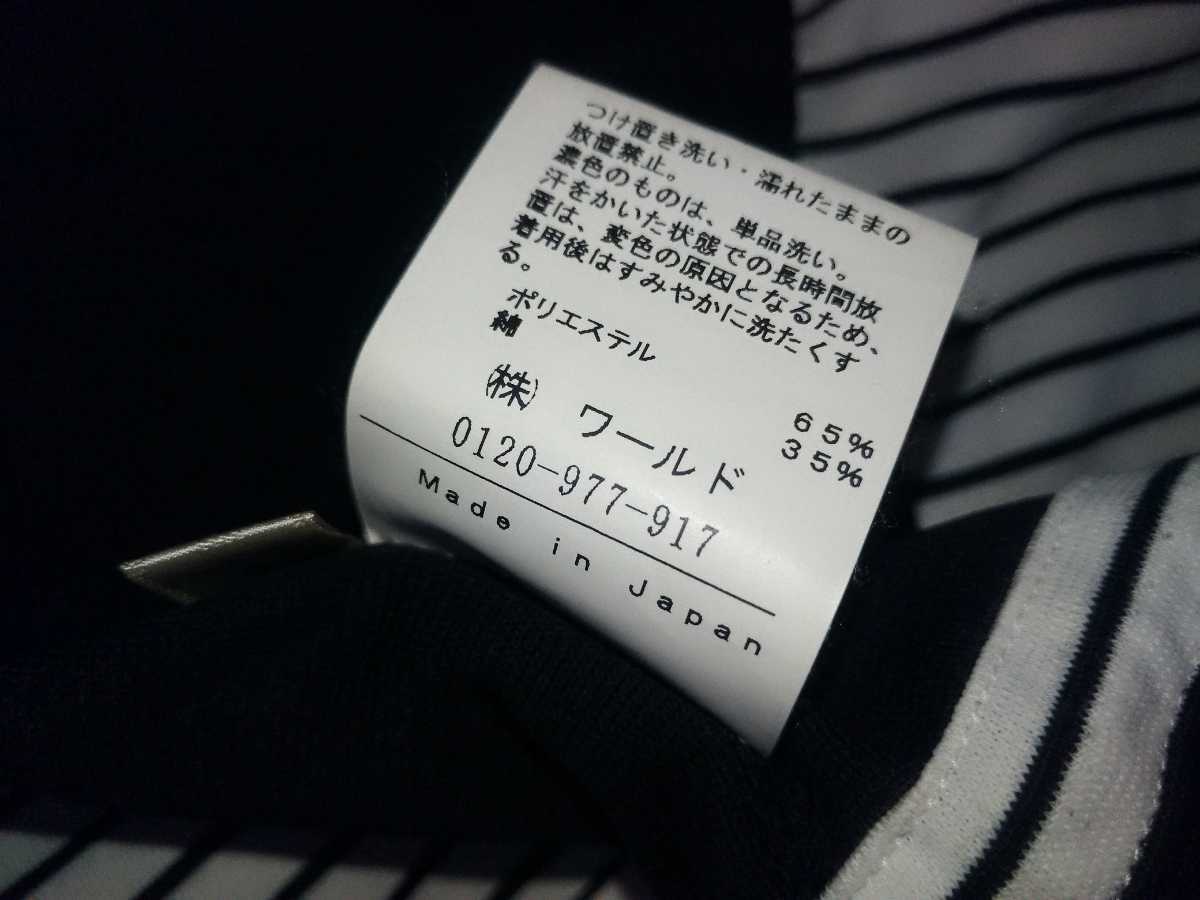 つけ置き洗い・濡れたままの
放置禁止。
濃色のものは、単品洗い。
汗をかいた状態での長時間放
置は、変色の原因となるため、
着用後はすみやかに洗たくす
る。
ポリエステル 65%
綿 35%
㈱ ワールド
0120-977-917
Made in Japan